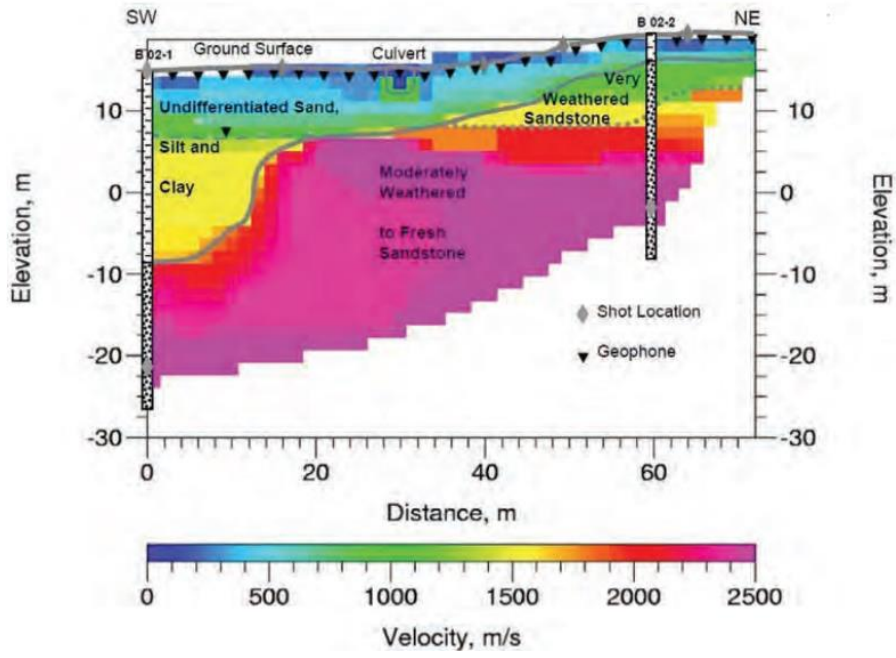 SW
B 02-2
NE
B 02-1
Ground Surface
Culvert
Very
Weathered
Sandstone
Undifferentiated Sand,
Silt and
Clay
Moderately
Weathered
to Fresh
Sandstone
Shot Location
Geophone
Elevation, m
10
0
-10
-20
-30
Elevation, m
10
0
-10
-20
-30
0
20
40
60
Distance, m
0
500
1000
1500
2000
2500
Velocity, m/s